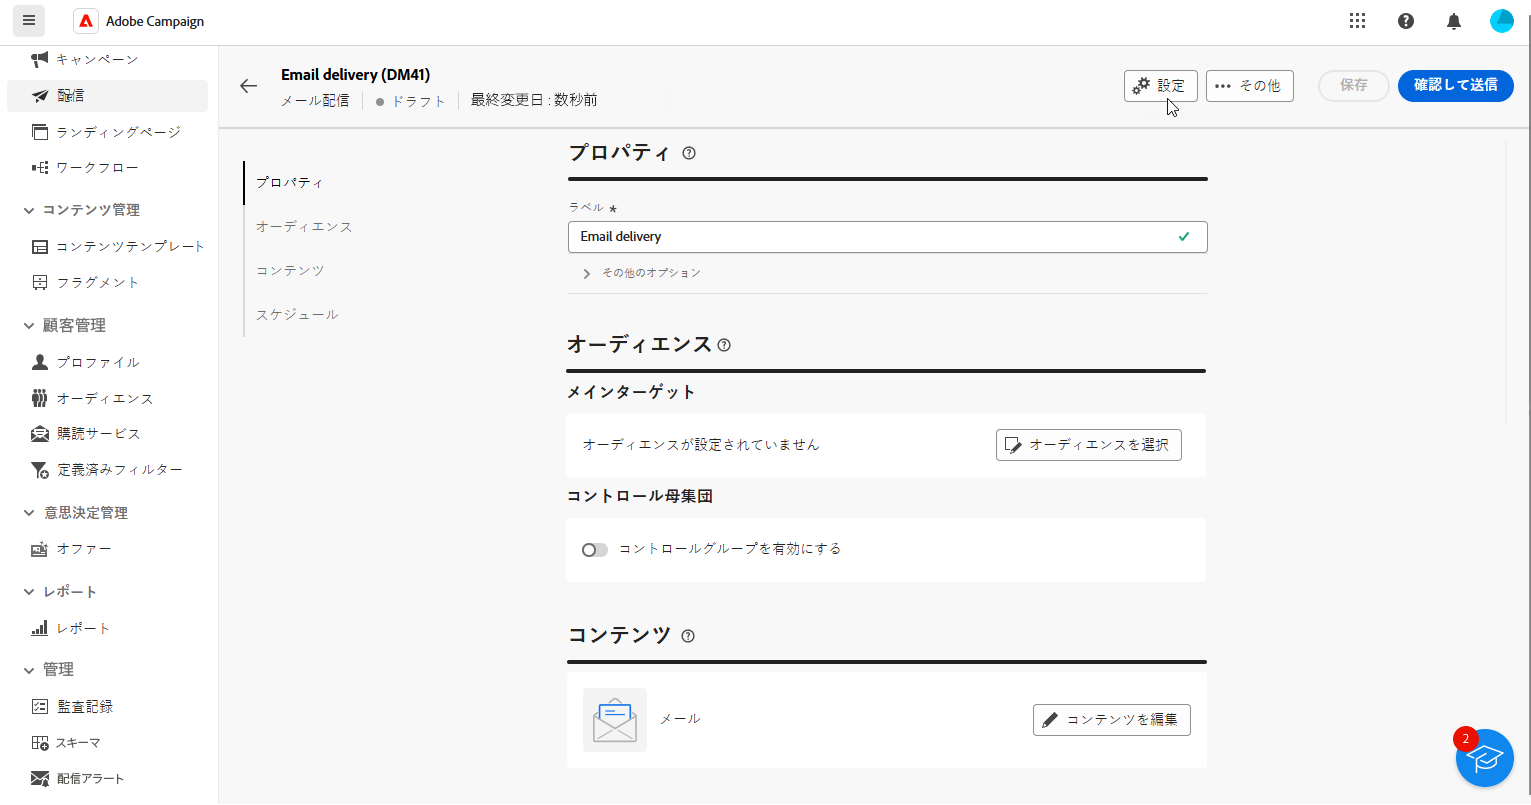 Adobe Campaign
キャンペーン
配信
ランディングページ
ワークフロー
コンテンツ管理
コンテンツテンプレート
フラグメント
顧客管理
プロファイル
オーディエンス
購読サービス
定義済みフィルター
意思決定管理
オファー
レポート
レポート
管理
監査記録
スキーマ
配信アラート
Email delivery (DM41)
メール配信 ドラフト 最終変更日 : 数秒前
設定 その他 保存 確認して送信
プロパティ
オーディエンス
コンテンツ
スケジュール
プロパティ
ラベル *
Email delivery
その他のオプション
オーディエンス
メインターゲット
オーディエンスが設定されていません オーディエンスを選択
コントロール母集団
コントロールグループを有効にする
コンテンツ
メール コンテンツを編集
2